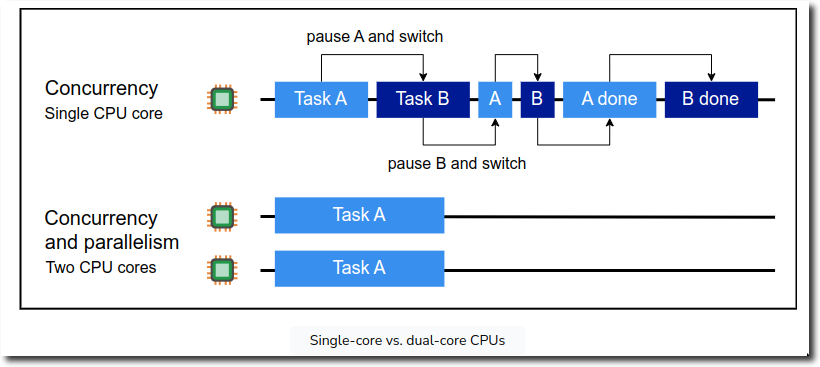 pause A and switch
Concurrency
Single CPU core
Task A
Task B
A
B
A done
B done
pause B and switch
Concurrency
and parallelism
Two CPU cores
Task A
Task A
Single-core vs. dual-core CPUs